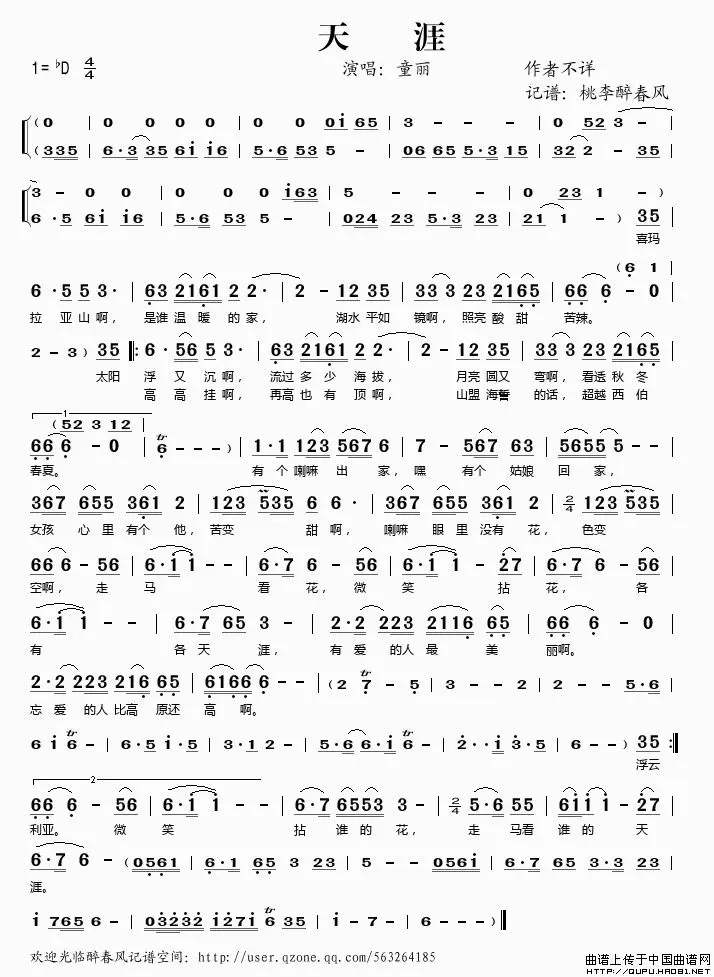 天 涯
1=♭D 4/4 演唱：童丽 作者不详
记谱：桃李醉春风
(0 | 0 0 0 0 | 0 0 0i 65 | 3 - - - | 0 52 3 -
(335 | 6·3 35 6i i6 | 5·6 53 5 - | 06 65 5·3 15 | 32 2 - 35
3 - 0 0 | 0 0 0 i63 | 5 - - - | 0 23 1 - )
6·5 6i i6 | 5·6 53 5 - | 024 23 5·3 23 | 21 1 - ) 35
喜玛
(6 1
6·5 5 3· | 63 2161 2 2· | 2 - 12 35 | 33 3 23 2165 | 66 6 - 0
拉 亚 山 啊， 是谁 温 暖 的 家， 湖水 平如 镜啊， 照亮 酸 甜 苦辣。
2 - 3 ) 35 |: 6· 56 5 3· | 63 2161 2 2· | 2 - 12 35 | 33 3 23 2165
太阳 浮 又 沉 啊， 流过 多 少 海 拔， 月亮 圆又 弯啊， 看透 秋 冬
高 高 挂 啊， 再高 也 有 顶 啊， 山盟 海誓 的话， 超越 西 伯
1
(52 3 12
66 6 - 0 | tr 6 - - - ) | 1·1 123 567 6 | 7 - 567 63 | 5655 5 - -
春夏。 有 个 喇嘛 出 家， 嘿 有个 姑娘 回 家，
367 655 361 2 | 123 535 6 6· | 367 655 361 2 | 2/4 123 535
女孩 心 里 有个 他， 苦变 甜 啊， 喇嘛 眼 里 没有 花， 色变
66 6 - 56 | 6·i i - - | 6·7 6 - 56 | 6·i i - 27 | 6·7 6 - 56
空啊， 走 马 看 花， 微 笑 拈 花， 各
6·i i - - | 6·7 65 3 - | 2·2 223 2116 65 | 66 6 - 0
有 各 天 涯， 有 爱 的人 最 美 丽啊。
2·2 223 216 65 | 6166 6 - - | (2 tr 7 - 5 | 3 - - 2 | 2 - - 5·6
忘 爱 的人 比高 原还 高 啊。
6 i tr 6 - | 6·5 i·5 | 3·1 2 - | - - 5·6 6·i tr 6 - | 2·· i 3·5 | 6 - - ) 35 :|
浮云
2
66 6 - 56 | 6·i i - - | 6·7 6553 3 - | 2/4 5·6 55 | 6i i i - 27
利亚。 微 笑 拈 谁 的 花， 走 马看 谁 的 天
6·7 6 - (0561 | 6·1 65 3 23 | 5 - - 056i | 6·7 65 3·3 23
涯。
i 765 6 - | 03232 i27i tr 6 35 | i - 6 - | i - - - ) ‖
欢迎光临醉春风记谱空间：http://user.qzone.qq.com/563264185
曲谱上传于中国曲谱网
http://QUPU.HAO81.NET